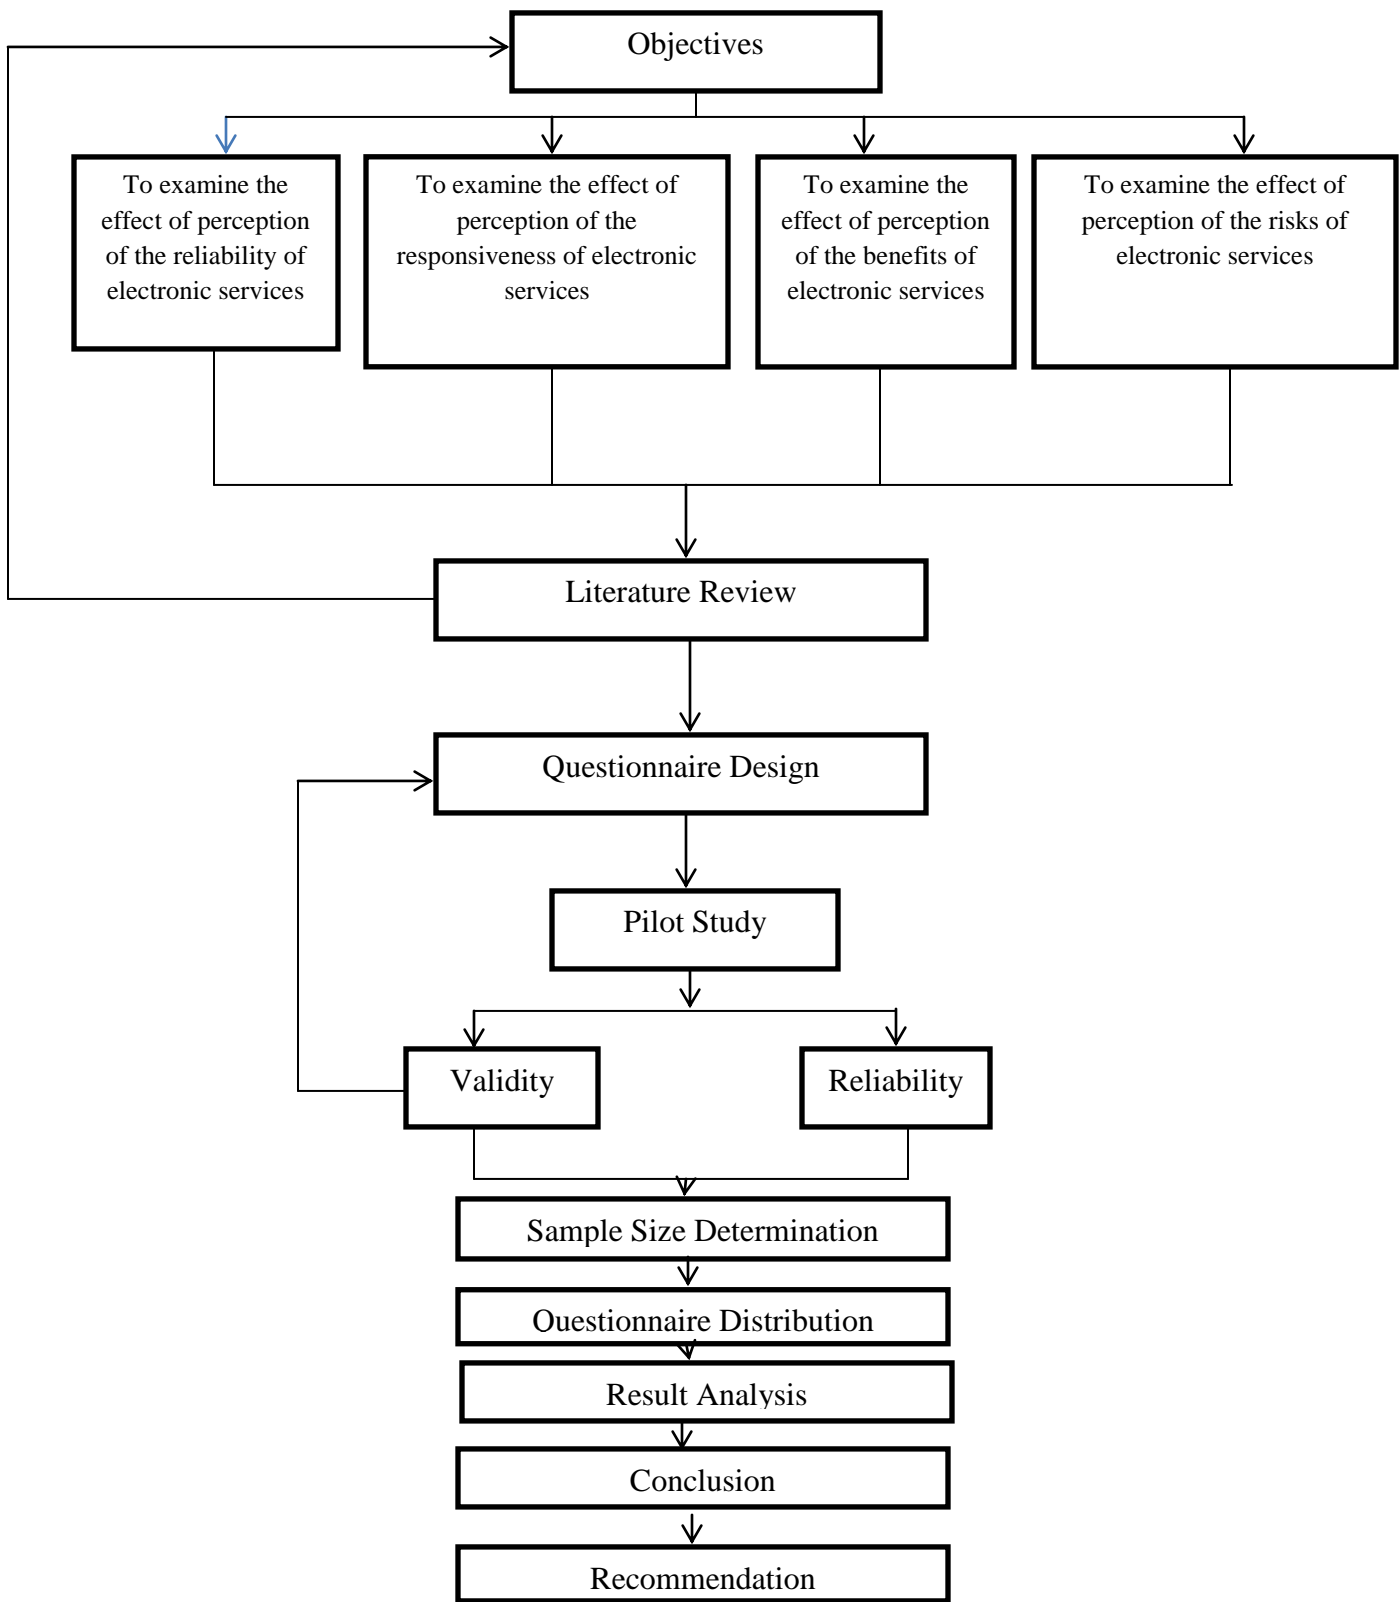 Objectives
To examine the
effect of perception
of the reliability of
electronic services
To examine the effect of
perception of the
responsiveness of electronic
services
To examine the
effect of perception
of the benefits of
electronic services
To examine the effect of
perception of the risks of
electronic services
Literature Review
Questionnaire Design
Pilot Study
Validity
Reliability
Sample Size Determination
Questionnaire Distribution
Result Analysis
Conclusion
Recommendation